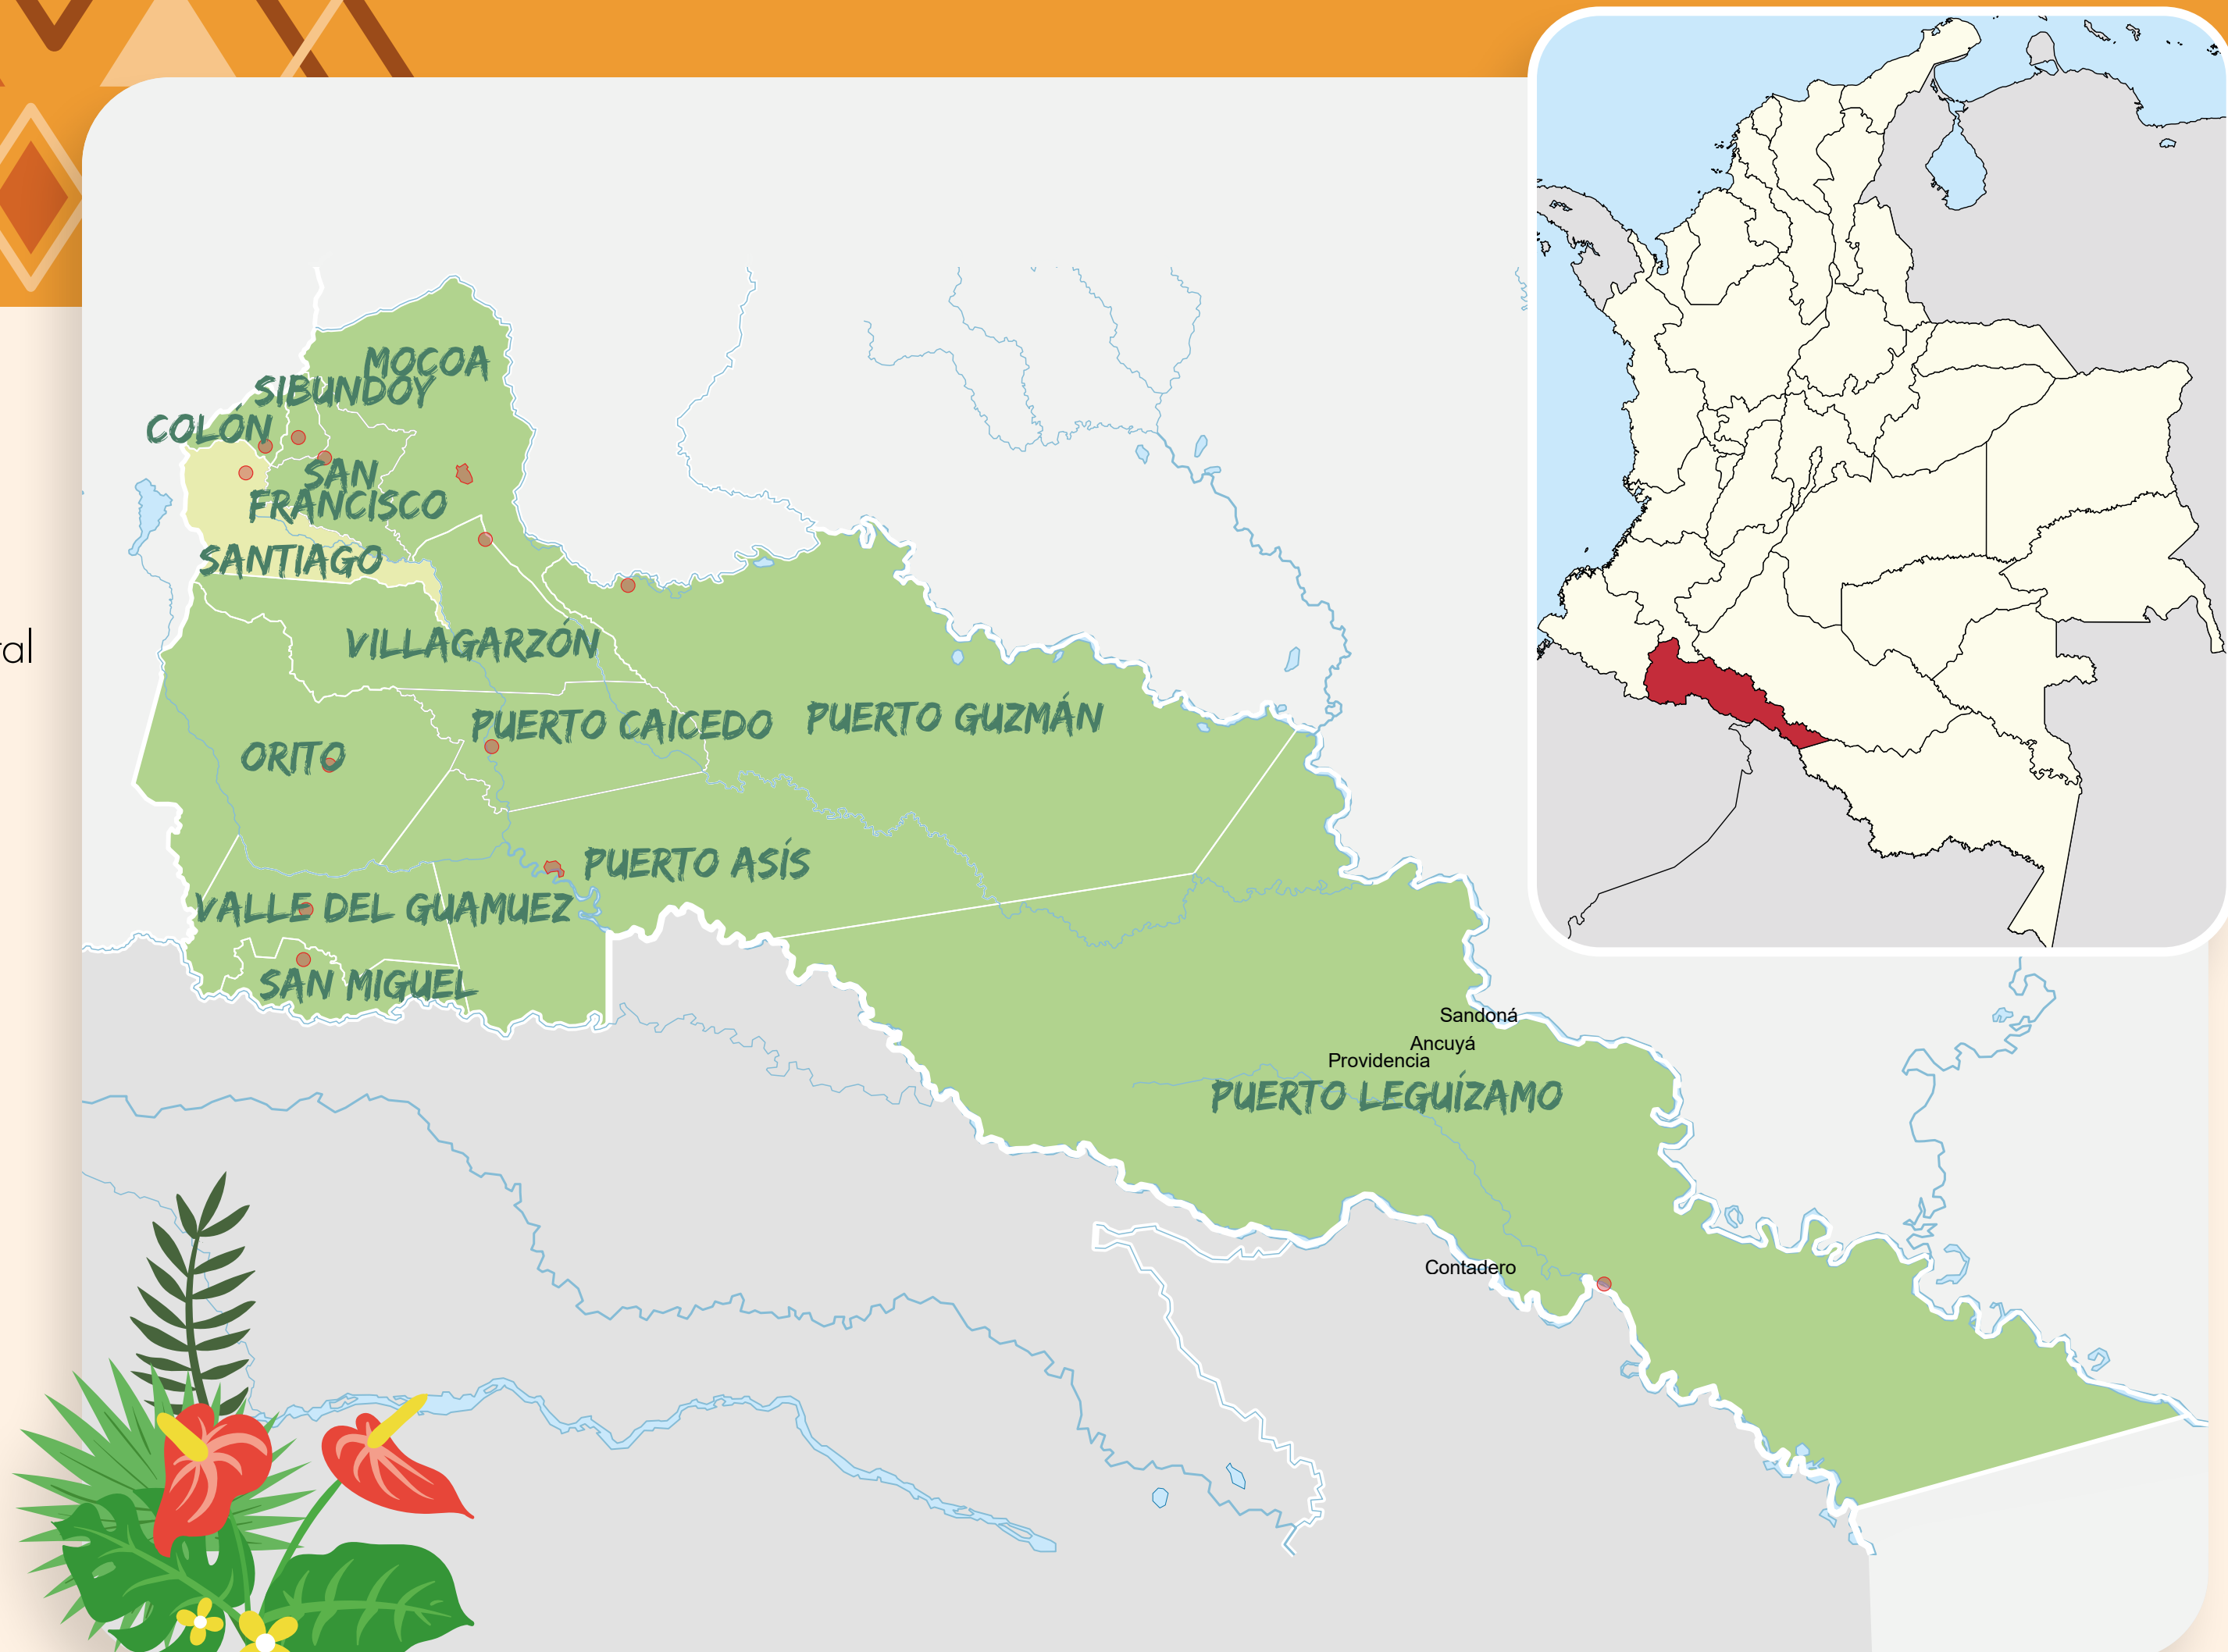 MOCOA
SIBUNDOY
COLÓN
SAN
FRANCISCO
SANTIAGO
VILLAGARZÓN
PUERTO CAICEDO
PUERTO GUZMÁN
ORITO
PUERTO ASÍS
VALLE DEL GUAMUEZ
SAN MIGUEL
Sandoná
Ancuyá
Providencia
PUERTO LEGUÍZAMO
Contadero